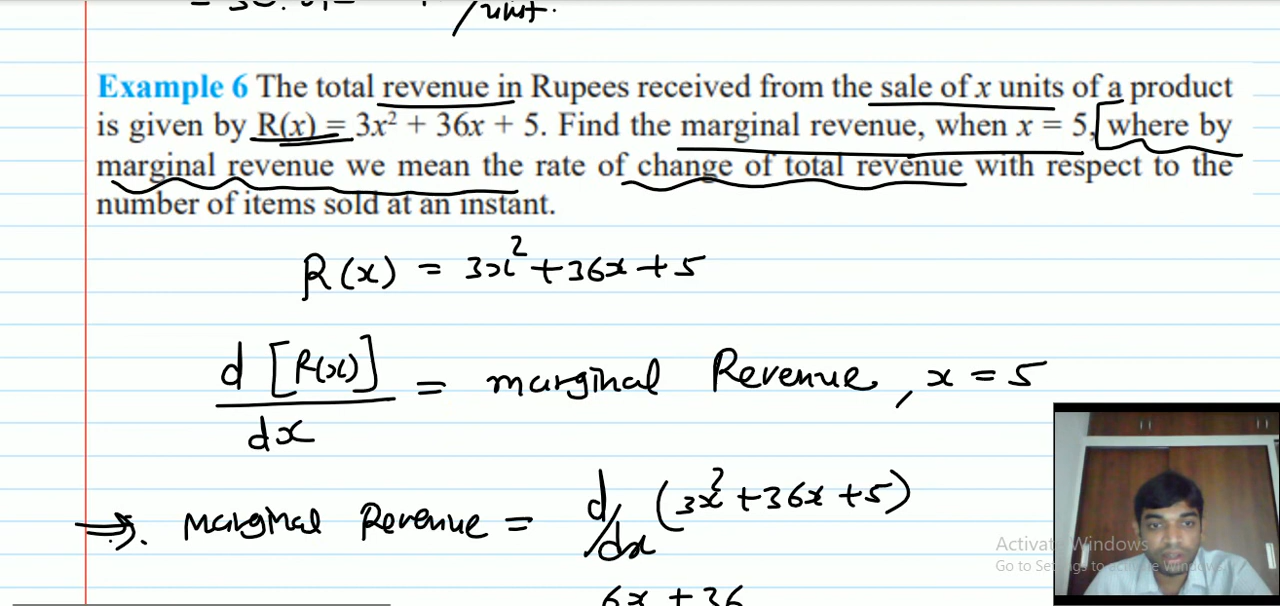 /unit.
Example 6 The total revenue in Rupees received from the sale of x units of a product
is given by R(x) = 3x² + 36x + 5. Find the marginal revenue, when x = 5, where by
marginal revenue we mean the rate of change of total revenue with respect to the
number of items sold at an instant.
R(x) = 3x² + 36x + 5
d [R(x)] / dx = marginal Revenue, x = 5
⇒. Marginal Revenue = d/dx (3x² + 36x + 5)
6x + 36
Activate Windows
Go to Settings to activate Windows.